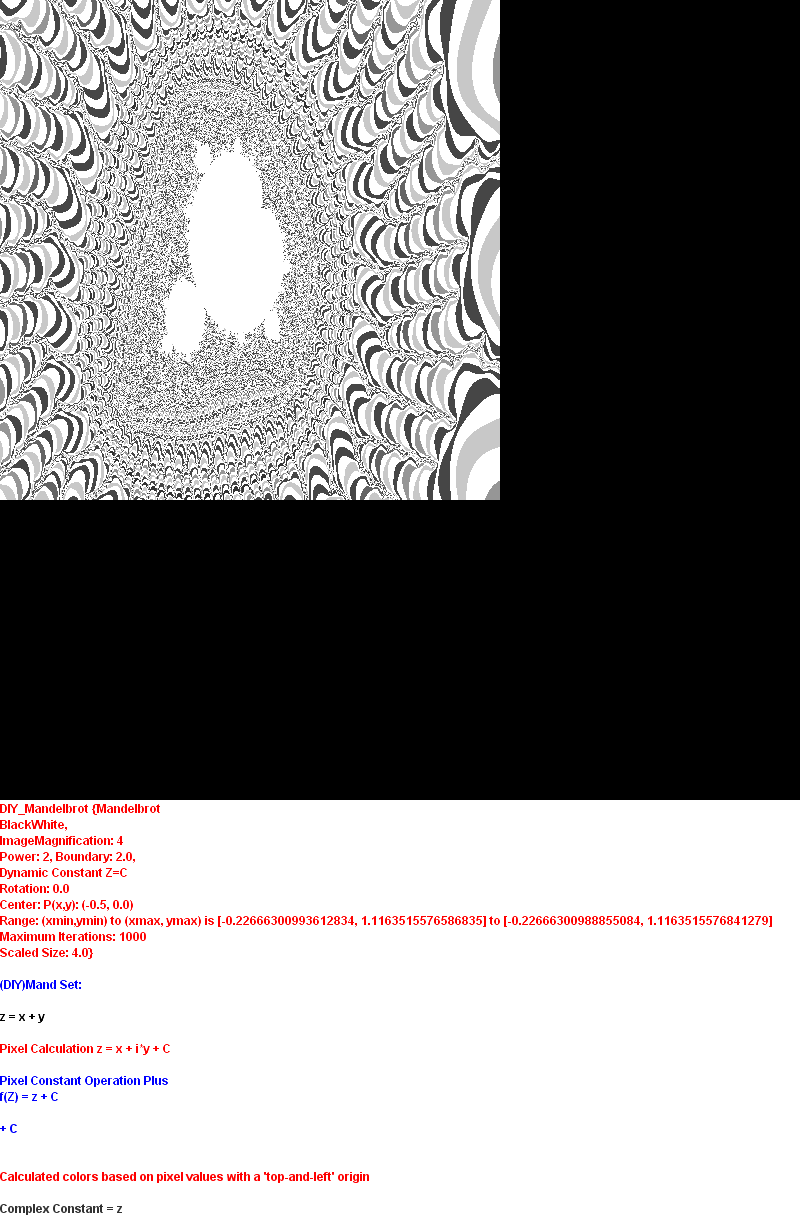 DIY_Mandelbrot {Mandelbrot
BlackWhite,
ImageMagnification: 4
Power: 2, Boundary: 2.0,
Dynamic Constant Z=C
Rotation: 0.0
Center: P(x,y): (-0.5, 0.0)
Range: (xmin,ymin) to (xmax, ymax) is [-0.22666300993612834, 1.1163515576586835] to [-0.22666300988855084, 1.1163515576841279]
Maximum Iterations: 1000
Scaled Size: 4.0}
(DIY)Mand Set:
z = x + y
Pixel Calculation z = x + i*y + C
Pixel Constant Operation Plus
f(Z) = z + C
+ C
Calculated colors based on pixel values with a 'top-and-left' origin
Complex Constant = z